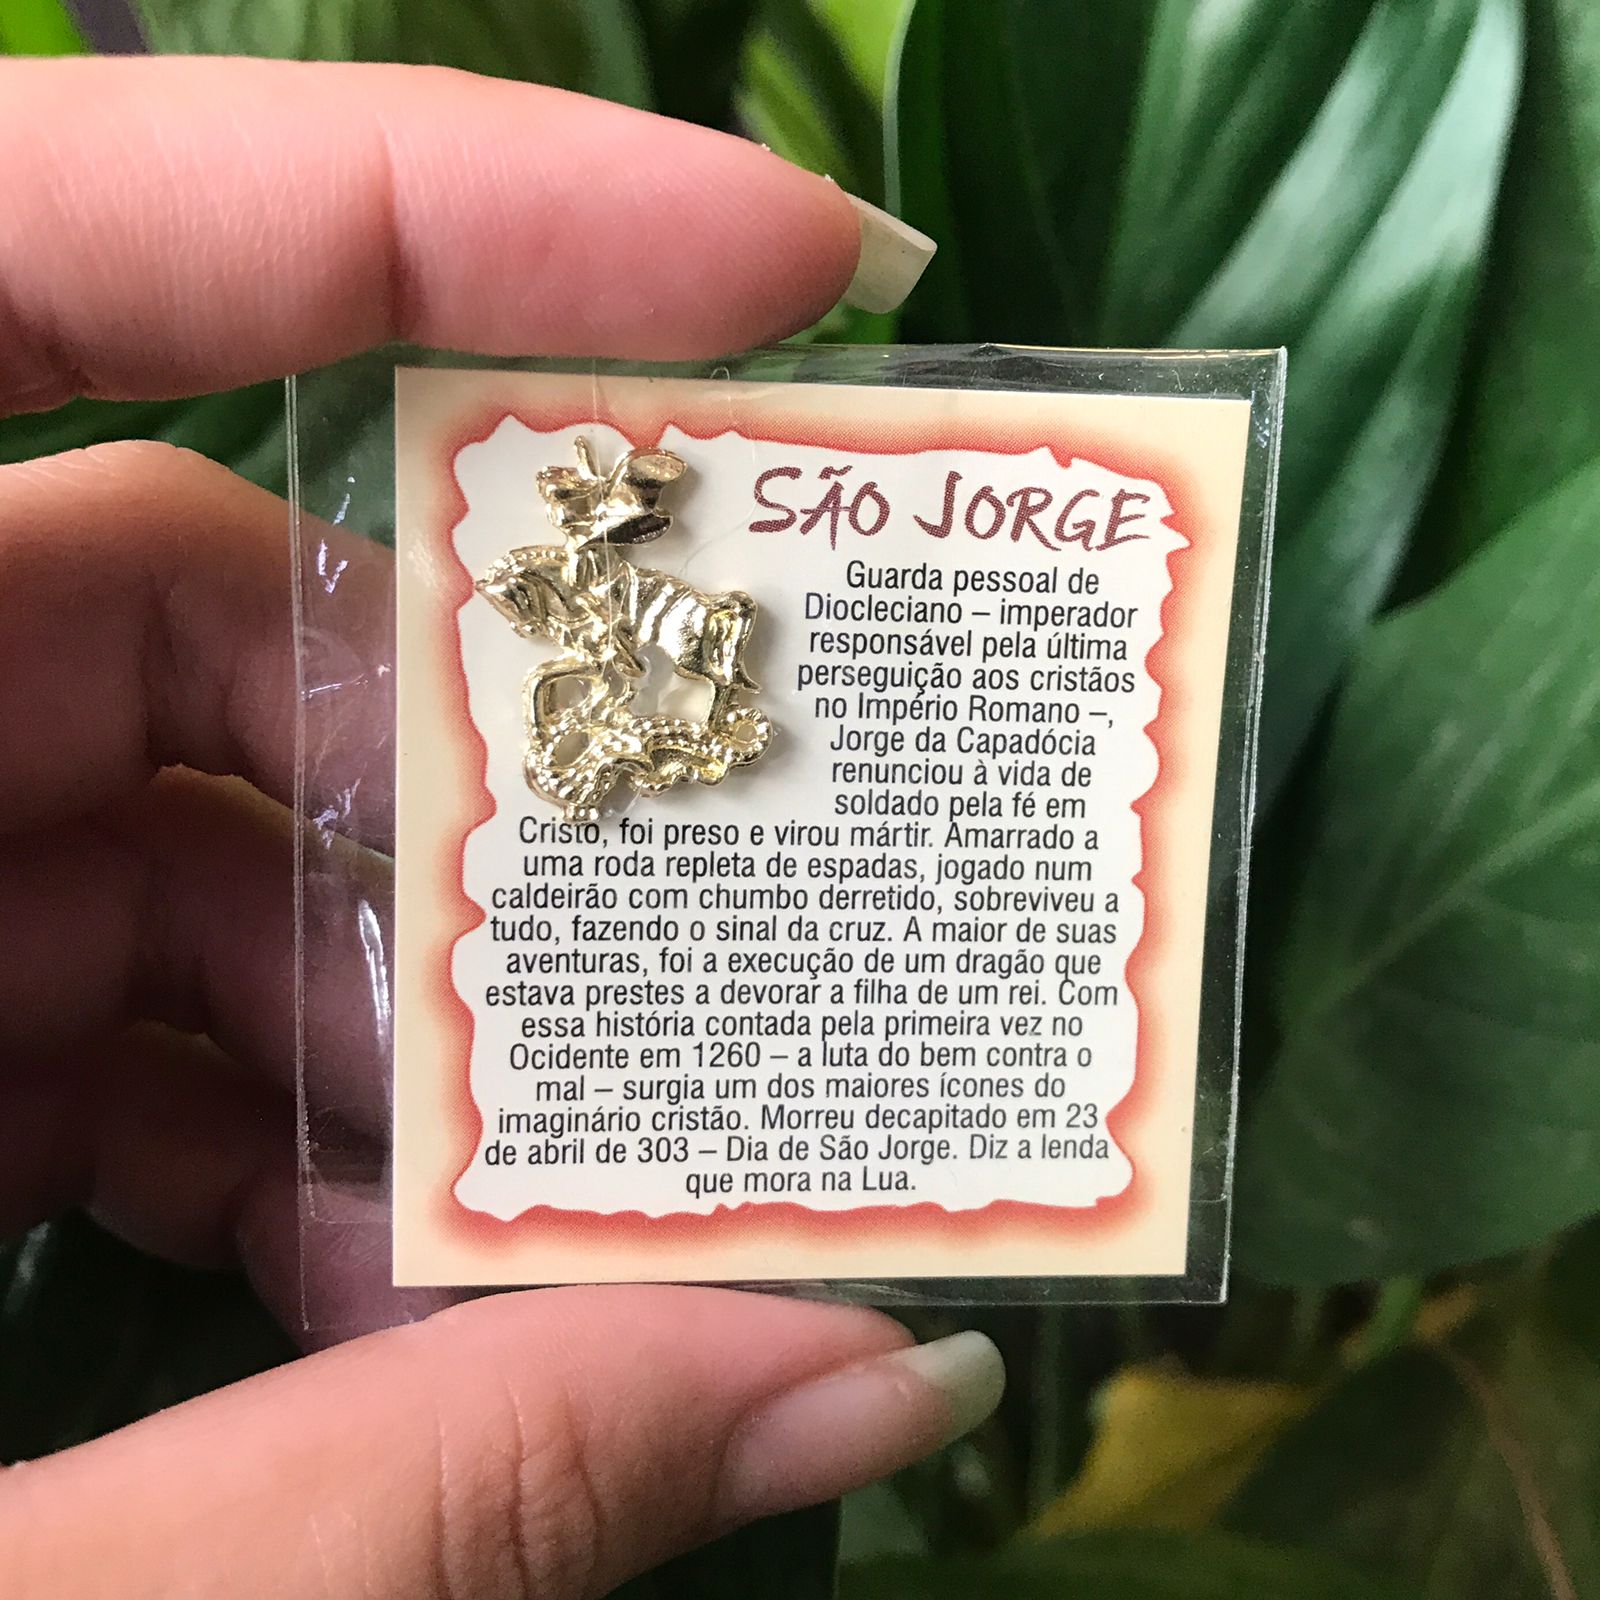 SÃO JORGE
Guarda pessoal de
Diocleciano – imperador
responsável pela última
perseguição aos cristãos
no Império Romano –,
Jorge da Capadócia
renunciou à vida de
soldado pela fé em
Cristo, foi preso e virou mártir. Amarrado a
uma roda repleta de espadas, jogado num
caldeirão com chumbo derretido, sobreviveu a
tudo, fazendo o sinal da cruz. A maior de suas
aventuras, foi a execução de um dragão que
estava prestes a devorar a filha de um rei. Com
essa história contada pela primeira vez no
Ocidente em 1260 – a luta do bem contra o
mal – surgia um dos maiores ícones do
imaginário cristão. Morreu decapitado em 23
de abril de 303 – Dia de São Jorge. Diz a lenda
que mora na Lua.